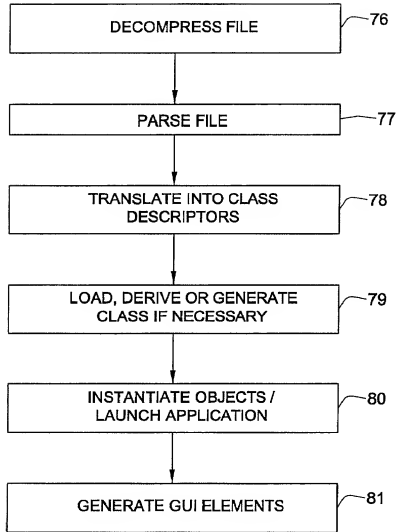 DECOMPRESS FILE
76
PARSE FILE
77
TRANSLATE INTO CLASS
DESCRIPTORS
78
LOAD, DERIVE OR GENERATE
CLASS IF NECESSARY
79
INSTANTIATE OBJECTS /
LAUNCH APPLICATION
80
GENERATE GUI ELEMENTS
81